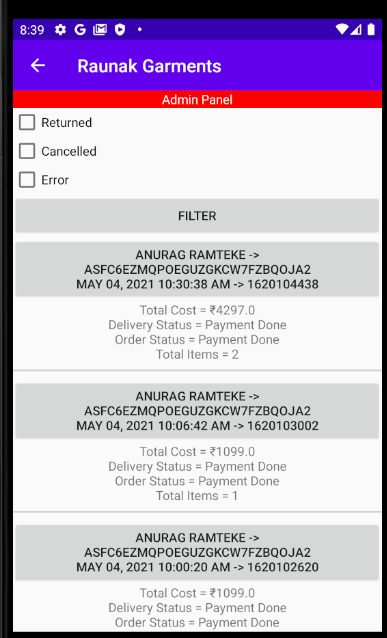 8:39
Raunak Garments
Admin Panel
Returned
Cancelled
Error
FILTER
ANURAG RAMTEKE ->
ASFC6EZMQPOEGUZGKCW7FZBQOJA2
MAY 04, 2021 10:30:38 AM -> 1620104438
Total Cost = ₹4297.0
Delivery Status = Payment Done
Order Status = Payment Done
Total Items = 2
ANURAG RAMTEKE ->
ASFC6EZMQPOEGUZGKCW7FZBQOJA2
MAY 04, 2021 10:06:42 AM -> 1620103002
Total Cost = ₹1099.0
Delivery Status = Payment Done
Order Status = Payment Done
Total Items = 1
ANURAG RAMTEKE ->
ASFC6EZMQPOEGUZGKCW7FZBQOJA2
MAY 04, 2021 10:00:20 AM -> 1620102620
Total Cost = ₹1099.0
Delivery Status = Payment Done
Order Status = Payment Done